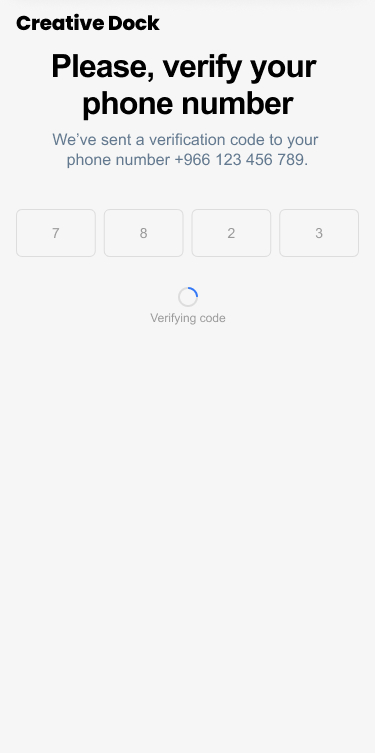 Creative Dock
Please, verify your
phone number
We've sent a verification code to your
phone number +966 123 456 789.
7 8 2 3
Verifying code